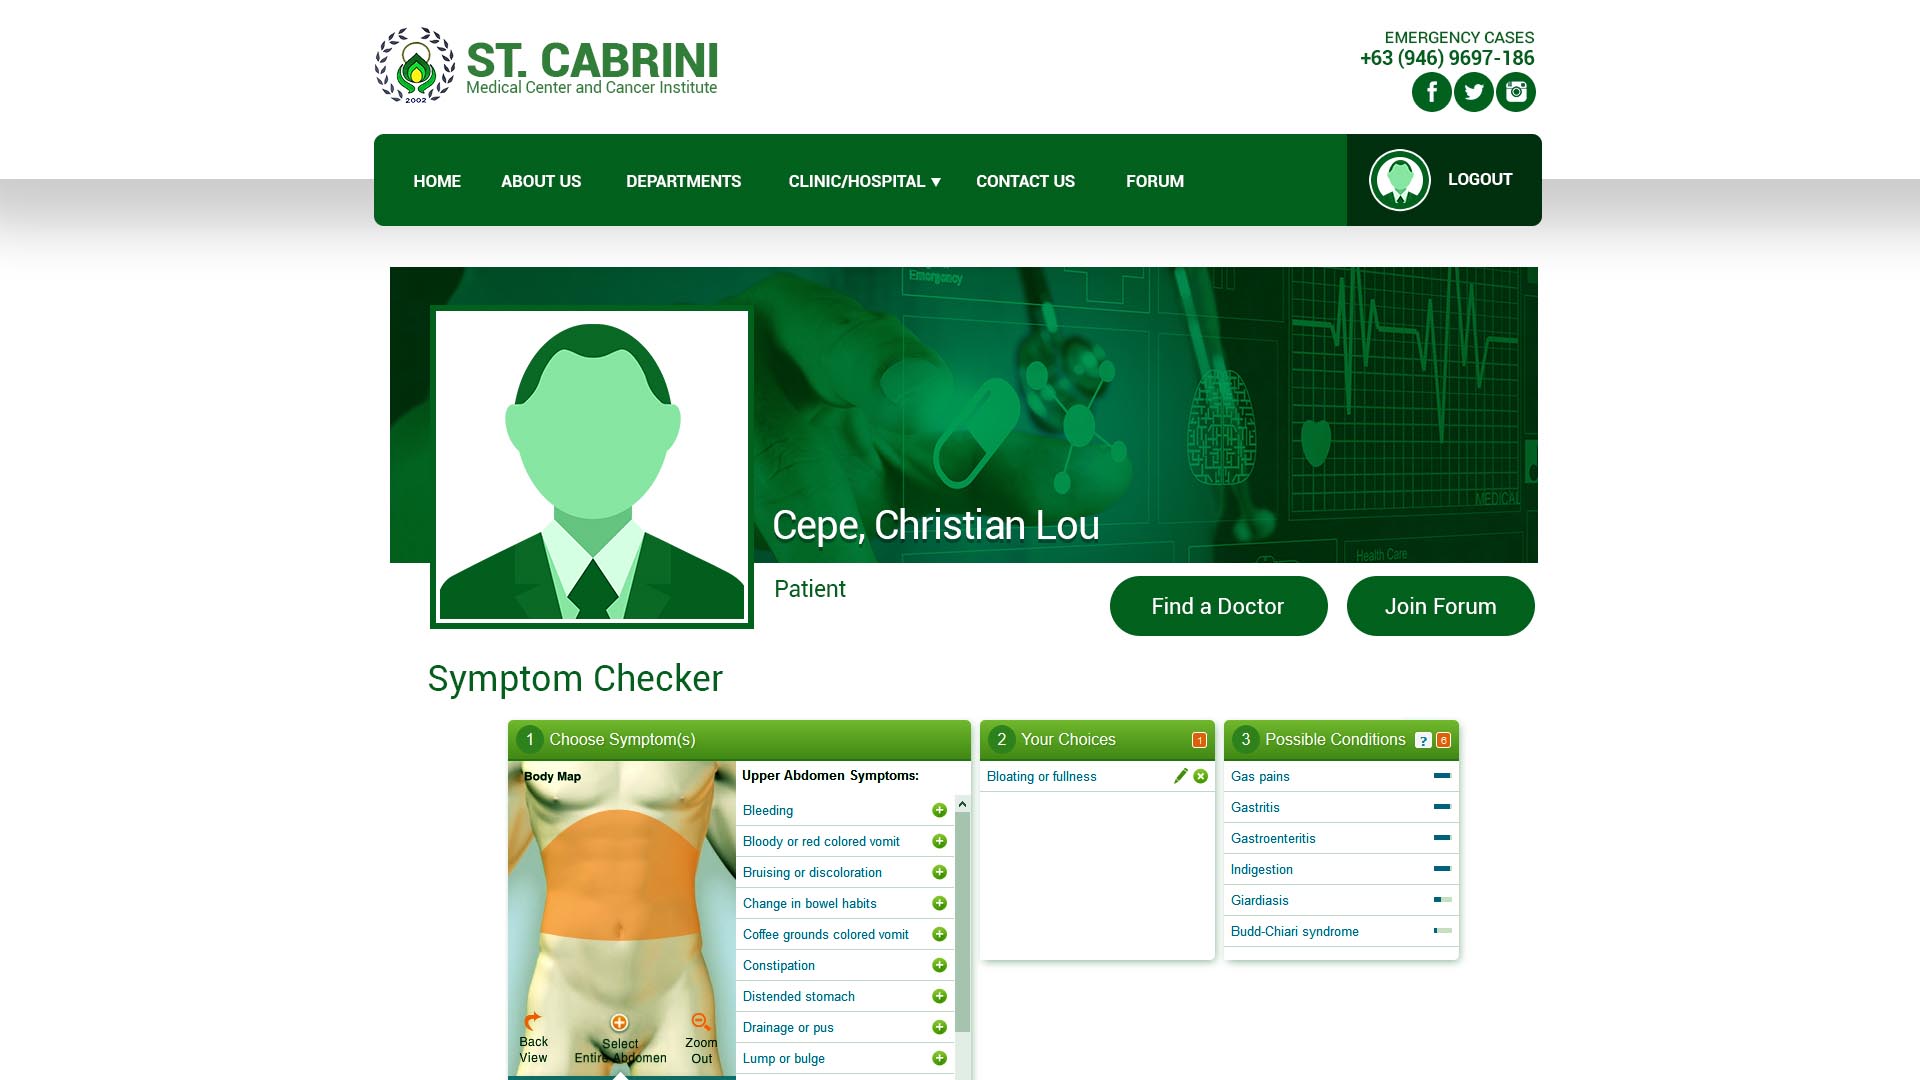 ST. CABRINI
Medical Center and Cancer Institute
2002
EMERGENCY CASES
+63 (946) 9697-186
HOME
ABOUT US
DEPARTMENTS
CLINIC/HOSPITAL
CONTACT US
FORUM
LOGOUT
Emergency
MEDICAL
Health Care
Cepe, Christian Lou
Patient
Find a Doctor
Join Forum
Symptom Checker
1 Choose Symptom(s)
Body Map
Back View
Select Entire Abdomen
Zoom Out
Upper Abdomen Symptoms:
Bleeding
Bloody or red colored vomit
Bruising or discoloration
Change in bowel habits
Coffee grounds colored vomit
Constipation
Distended stomach
Drainage or pus
Lump or bulge
2 Your Choices 1
Bloating or fullness
3 Possible Conditions ? 6
Gas pains
Gastritis
Gastroenteritis
Indigestion
Giardiasis
Budd-Chiari syndrome